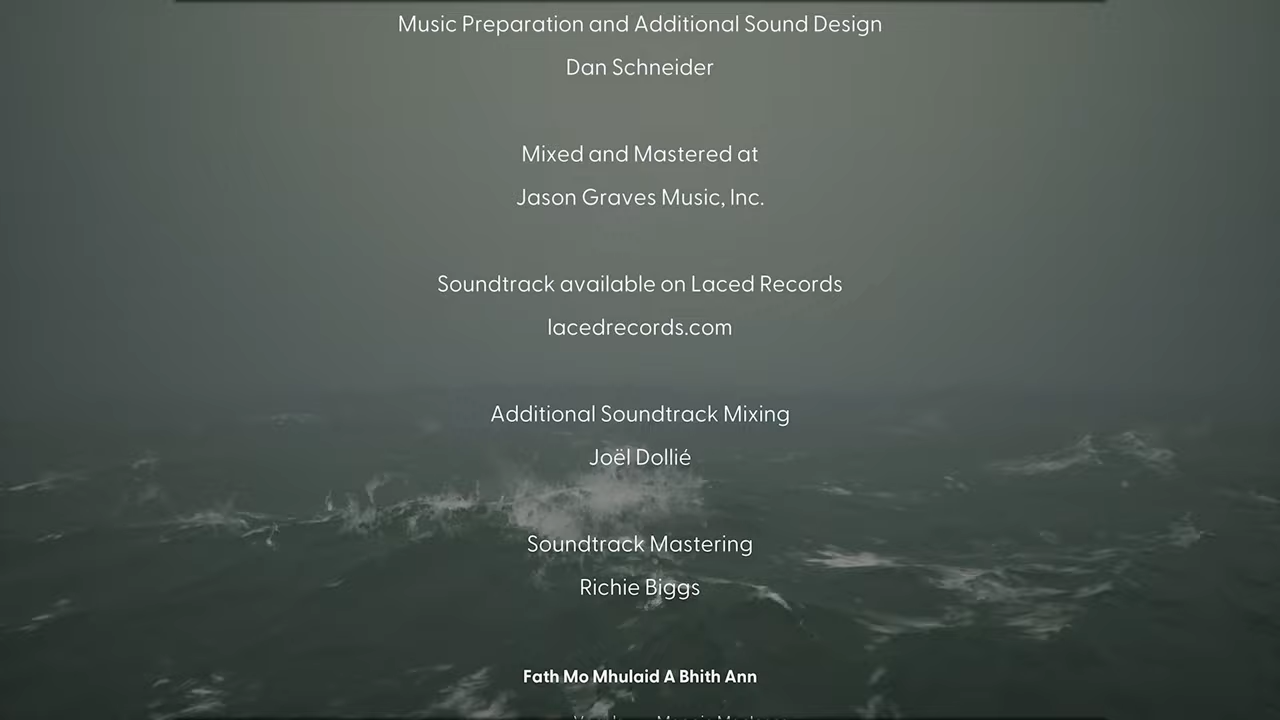 Music Preparation and Additional Sound Design
Dan Schneider
Mixed and Mastered at
Jason Graves Music, Inc.
Soundtrack available on Laced Records
lacedrecords.com
Additional Soundtrack Mixing
Joël Dollié
Soundtrack Mastering
Richie Biggs
Fath Mo Mhulaid A Bhith Ann